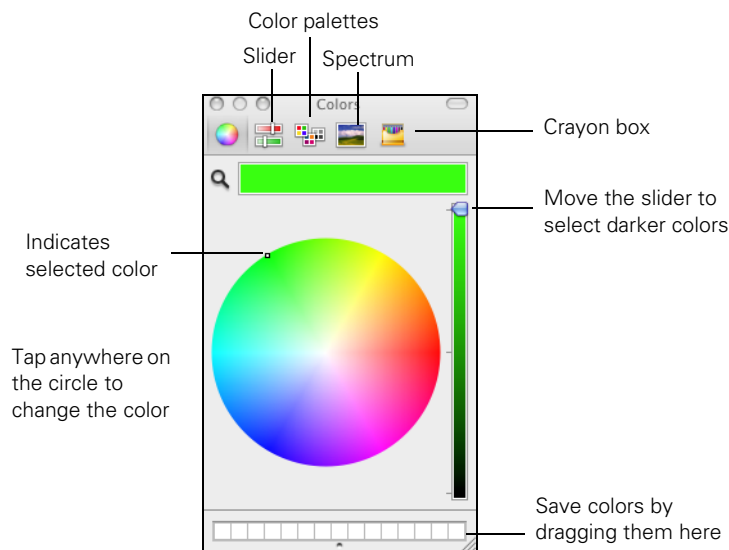 Color palettes
Slider
Spectrum
Colors
Crayon box
Move the slider to
select darker colors
Indicates
selected color
Tap anywhere on
the circle to
change the color
Save colors by
dragging them here